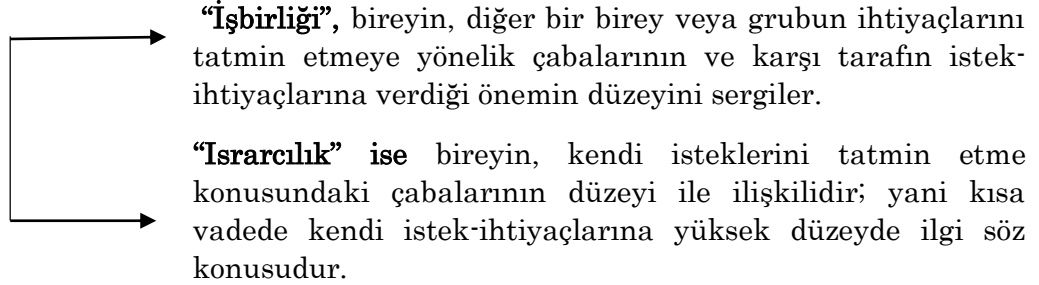 “İşbirliği”, bireyin, diğer bir birey veya grubun ihtiyaçlarını
tatmin etmeye yönelik çabalarının ve karşı tarafın istek-
ihtiyaçlarına verdiği önemin düzeyini sergiler.
“Israrcılık” ise bireyin, kendi isteklerini tatmin etme
konusundaki çabalarının düzeyi ile ilişkilidir; yani kısa
vadede kendi istek-ihtiyaçlarına yüksek düzeyde ilgi söz
konusudur.